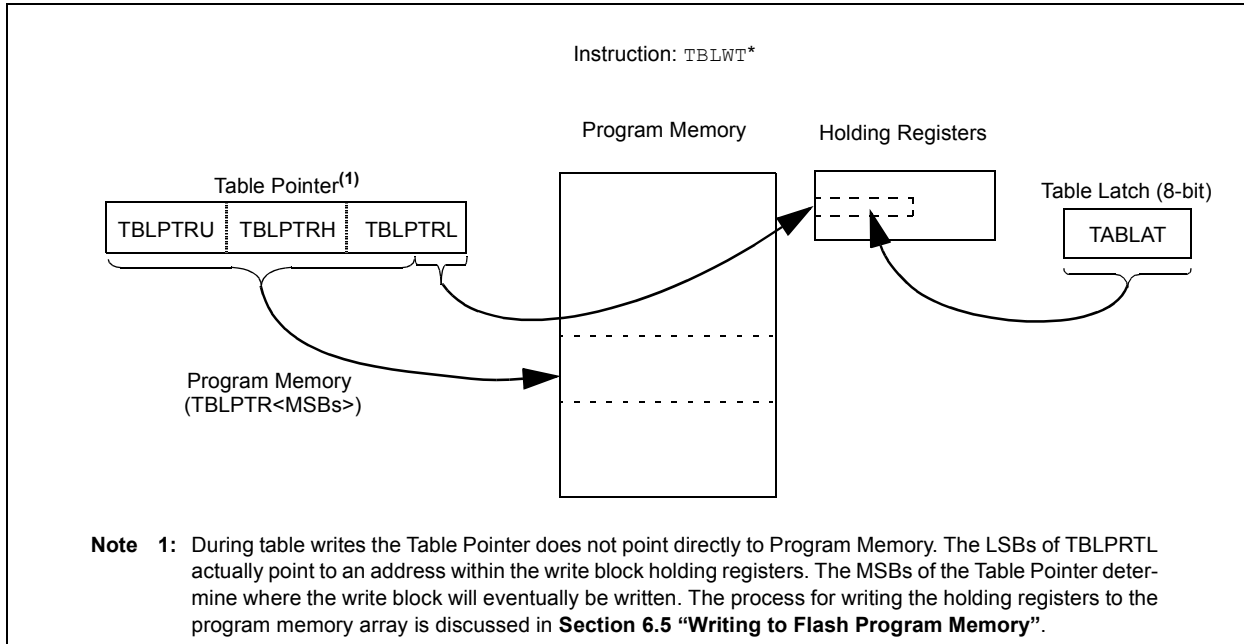 Instruction: TBLWT*
Program Memory
Holding Registers
Table Pointer(1)
Table Latch (8-bit)
TBLPTRU TBLPTRH TBLPTRL
TABLAT
Program Memory
(TBLPTR<MSBs>)
Note 1: During table writes the Table Pointer does not point directly to Program Memory. The LSBs of TBLPRTL
actually point to an address within the write block holding registers. The MSBs of the Table Pointer deter-
mine where the write block will eventually be written. The process for writing the holding registers to the
program memory array is discussed in Section 6.5 “Writing to Flash Program Memory”.